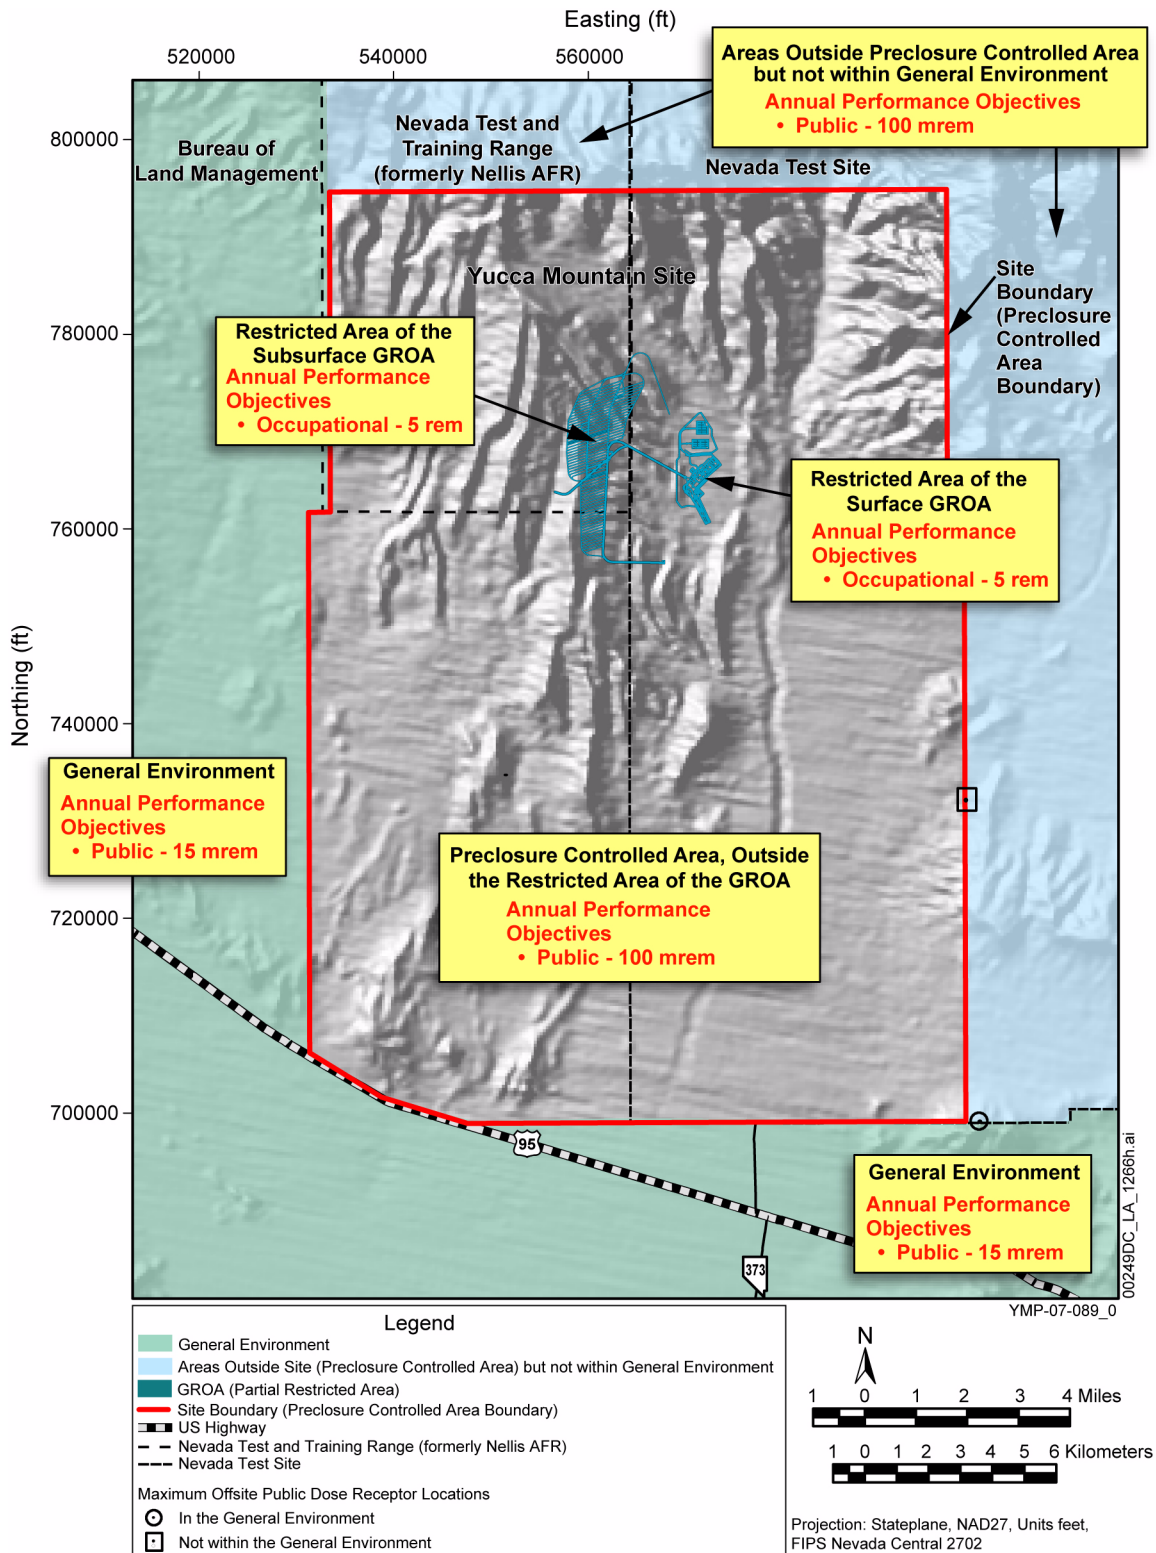 Easting (ft)
520000
540000
560000
Areas Outside Preclosure Controlled Area
but not within General Environment
Annual Performance Objectives
• Public - 100 mrem
800000
780000
760000
740000
720000
700000
Northing (ft)
Bureau of
Land Management
Nevada Test and
Training Range
(formerly Nellis AFR)
Nevada Test Site
Yucca Mountain Site
Site
Boundary
(Preclosure
Controlled
Area
Boundary)
Restricted Area of the
Subsurface GROA
Annual Performance
Objectives
• Occupational - 5 rem
Restricted Area of the
Surface GROA
Annual Performance
Objectives
• Occupational - 5 rem
General Environment
Annual Performance
Objectives
• Public - 15 mrem
Preclosure Controlled Area, Outside
the Restricted Area of the GROA
Annual Performance
Objectives
• Public - 100 mrem
95
373
General Environment
Annual Performance
Objectives
• Public - 15 mrem
00249DC_LA_1266h.ai
YMP-07-089_0
Legend
General Environment
Areas Outside Site (Preclosure Controlled Area) but not within General Environment
GROA (Partial Restricted Area)
Site Boundary (Preclosure Controlled Area Boundary)
US Highway
Nevada Test and Training Range (formerly Nellis AFR)
Nevada Test Site
Maximum Offsite Public Dose Receptor Locations
In the General Environment
Not within the General Environment
N
1 0 1 2 3 4 Miles
1 0 1 2 3 4 5 6 Kilometers
Projection: Stateplane, NAD27, Units feet,
FIPS Nevada Central 2702